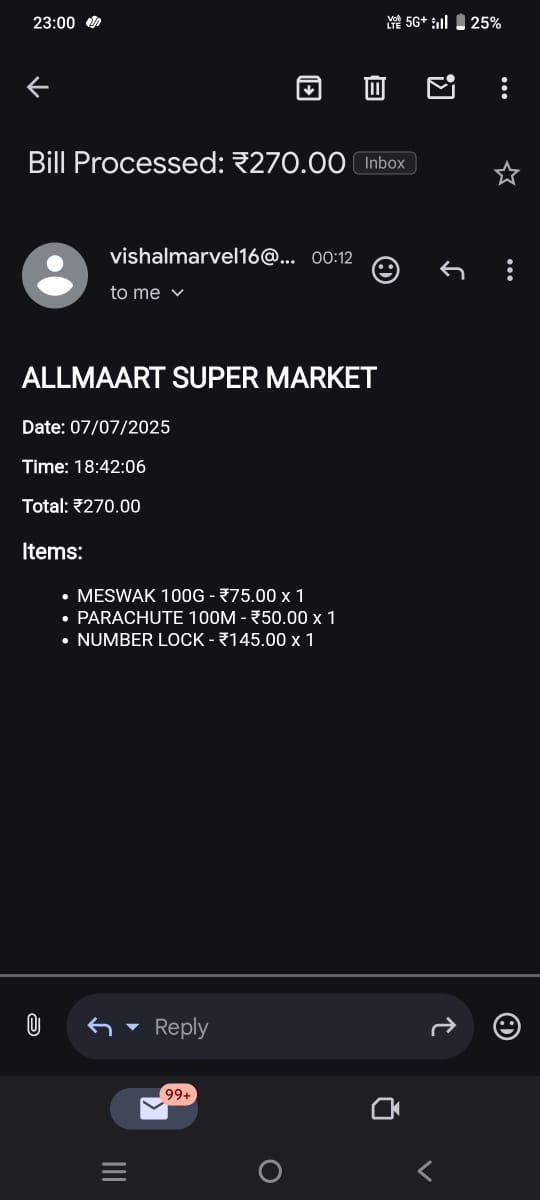 23:00 Vo) LTE 5G+ 25%
Bill Processed: ₹270.00 Inbox
vishalmarvel16@... 00:12
to me
ALLMAART SUPER MARKET
Date: 07/07/2025
Time: 18:42:06
Total: ₹270.00
Items:
• MESWAK 100G - ₹75.00 x 1
• PARACHUTE 100M - ₹50.00 x 1
• NUMBER LOCK - ₹145.00 x 1
Reply
99+